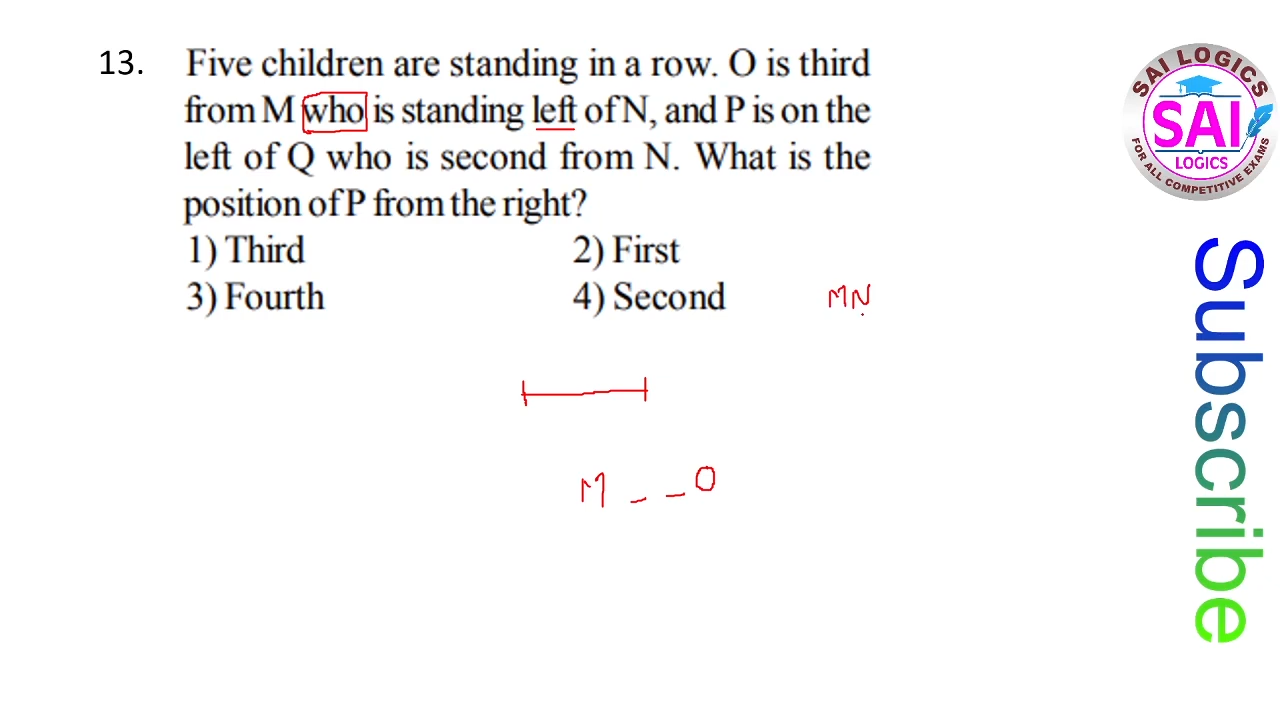 13. Five children are standing in a row. O is third
from M who is standing left of N, and P is on the
left of Q who is second from N. What is the
position of P from the right?
1) Third 2) First
3) Fourth 4) Second
MN
M _ _ O
SAI LOGICS
SAI
LOGICS
FOR ALL COMPETITIVE EXAMS
Subscribe